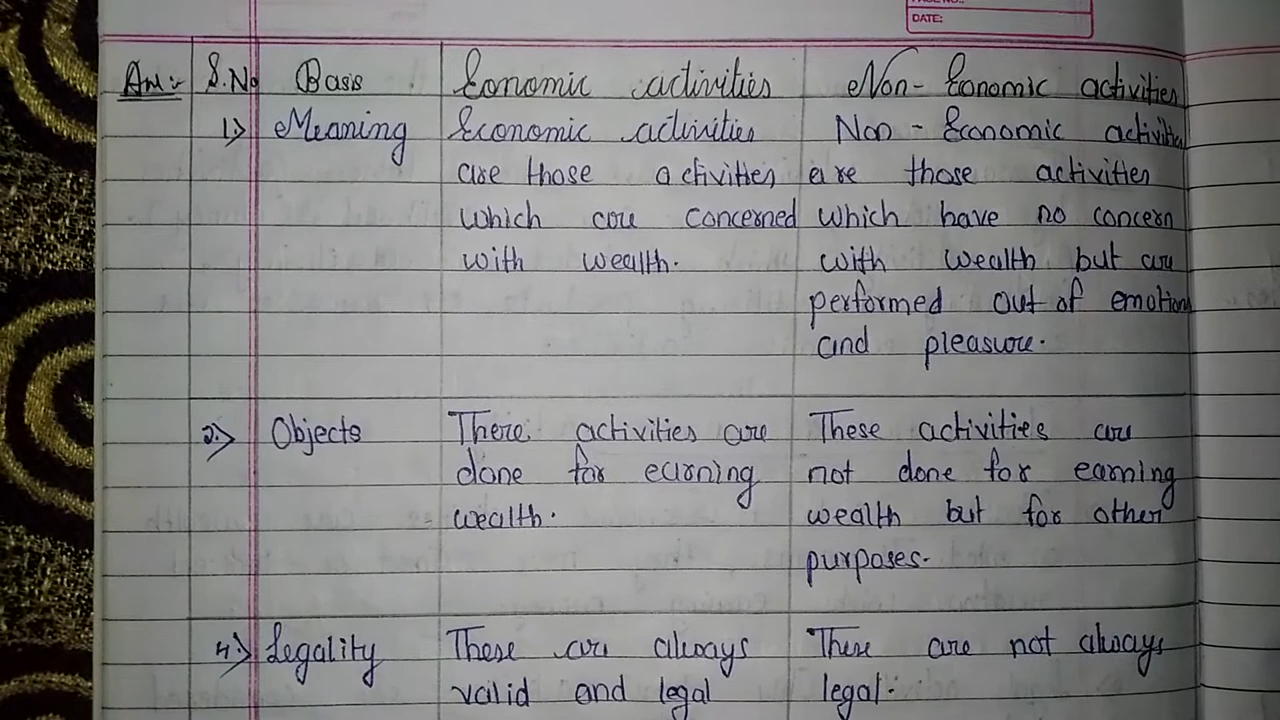 PAGE NO.:
DATE:
Ans:- S.No Basis Economic activities Non-Economic activities
1.> Meaning Economic activities Non-Economic activities
are those activities are those activities
which are concerned which have no concern
with wealth. with wealth but are
performed out of emotions
and pleasure.
2.> Objects There activities are These activities are
done for earning not done for earning
wealth. wealth but for other
purposes.
4.> Legality These are always These are not always
valid and legal legal.